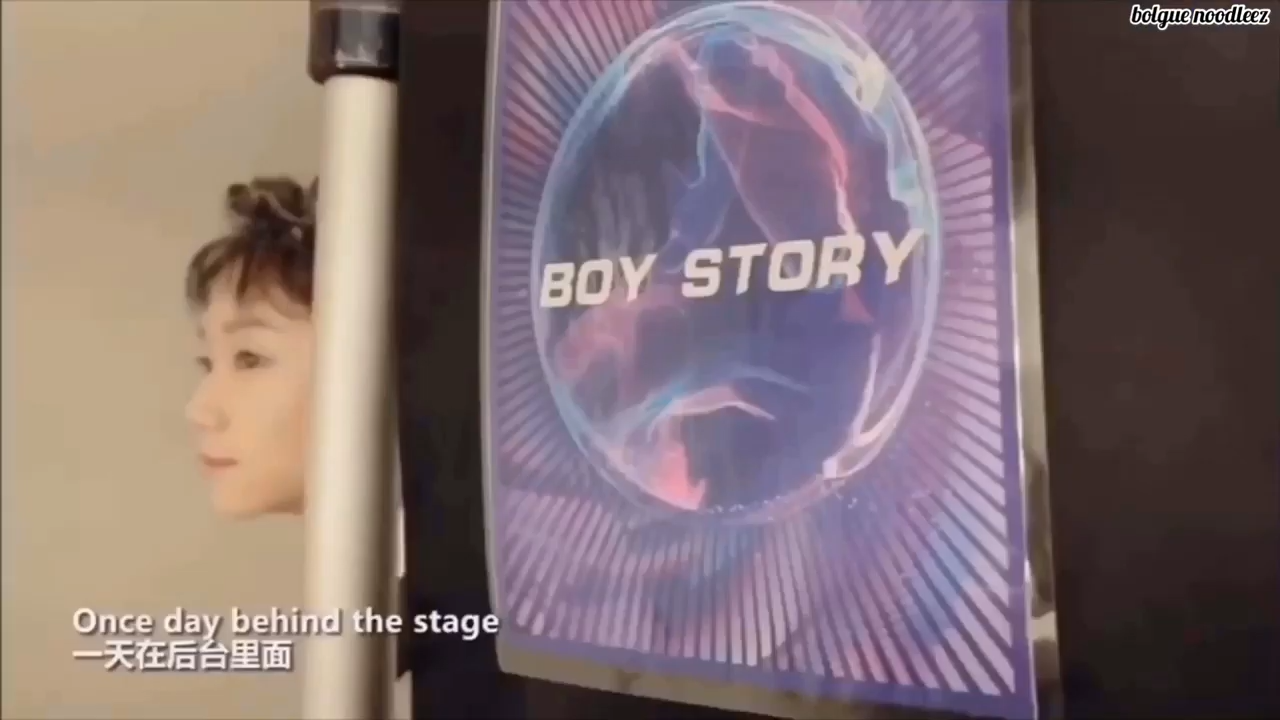 bolgue noodleez
BOY STORY
Once day behind the stage
一天在后台里面